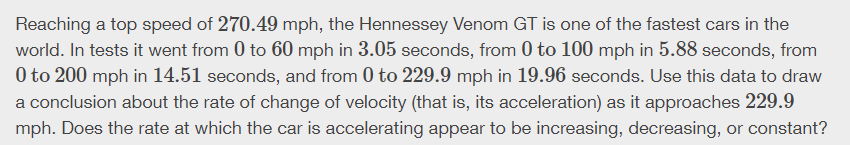 Reaching a top speed of 270.49 mph, the Hennessey Venom GT is one of the fastest cars in the
world. In tests it went from 0 to 60 mph in 3.05 seconds, from 0 to 100 mph in 5.88 seconds, from
0 to 200 mph in 14.51 seconds, and from 0 to 229.9 mph in 19.96 seconds. Use this data to draw
a conclusion about the rate of change of velocity (that is, its acceleration) as it approaches 229.9
mph. Does the rate at which the car is accelerating appear to be increasing, decreasing, or constant?